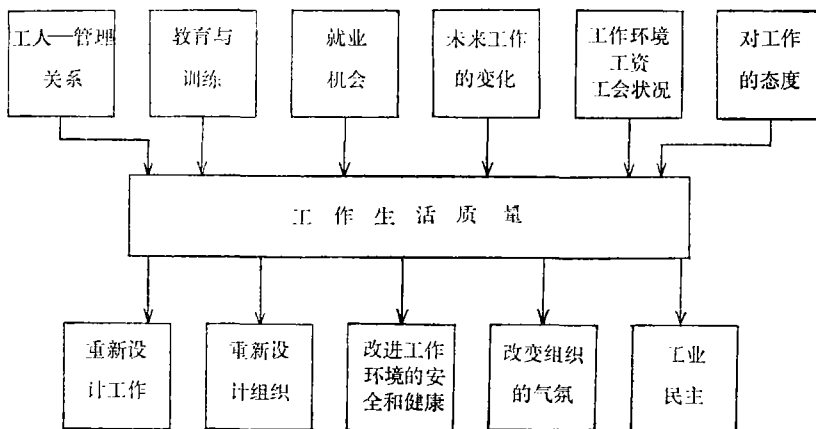 工人—管理
关系
教育与
训练
就业
机会
未来工作
的变化
工作环境
工资
工会状况
对工作
的态度
工作生活质量
重新设
计工作
重新设
计组织
改进工作
环境的安
全和健康
改变组织
的气氛
工业
民主